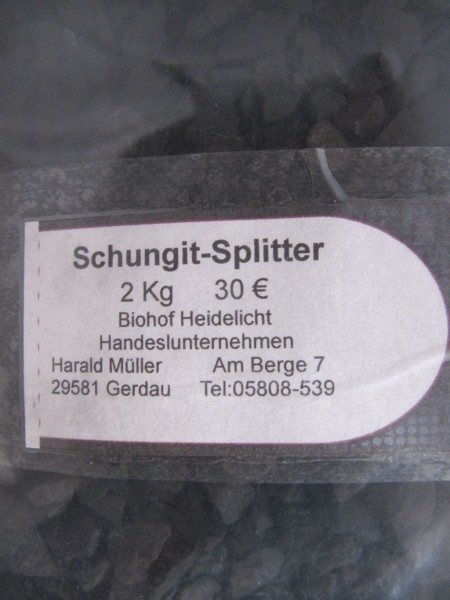 Schungit-Splitter
2 Kg 30 €
Biohof Heidelicht
Handeslunternehmen
Harald Müller Am Berge 7
29581 Gerdau Tel:05808-539